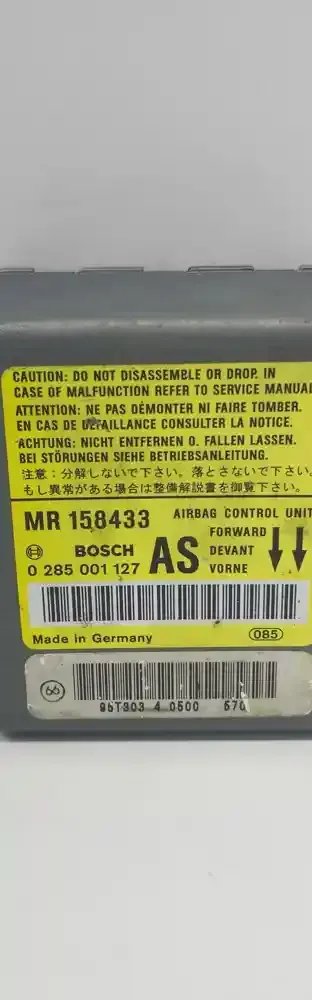 CAUTION: DO NOT DISASSEMBLE OR DROP. IN
CASE OF MALFUNCTION REFER TO SERVICE MANUAL
ATTENTION: NE PAS DÉMONTER NI FAIRE TOMBER.
EN CAS DE DÉFAILLANCE CONSULTER LA NOTICE.
ACHTUNG: NICHT ENTFERNEN O. FALLEN LASSEN.
BEI STÖRUNGEN SIEHE BETRIEBSANLEITUNG.
注意:分解しないで下さい。落とさないで下さい。
もし異常がある場合は整備解説書を御覧下さい。
MR 158433 AIRBAG CONTROL UNIT
FORWARD
BOSCH AS DEVANT
0 285 001 127 VORNE
Made in Germany 085
66
95T303 4 0500 570